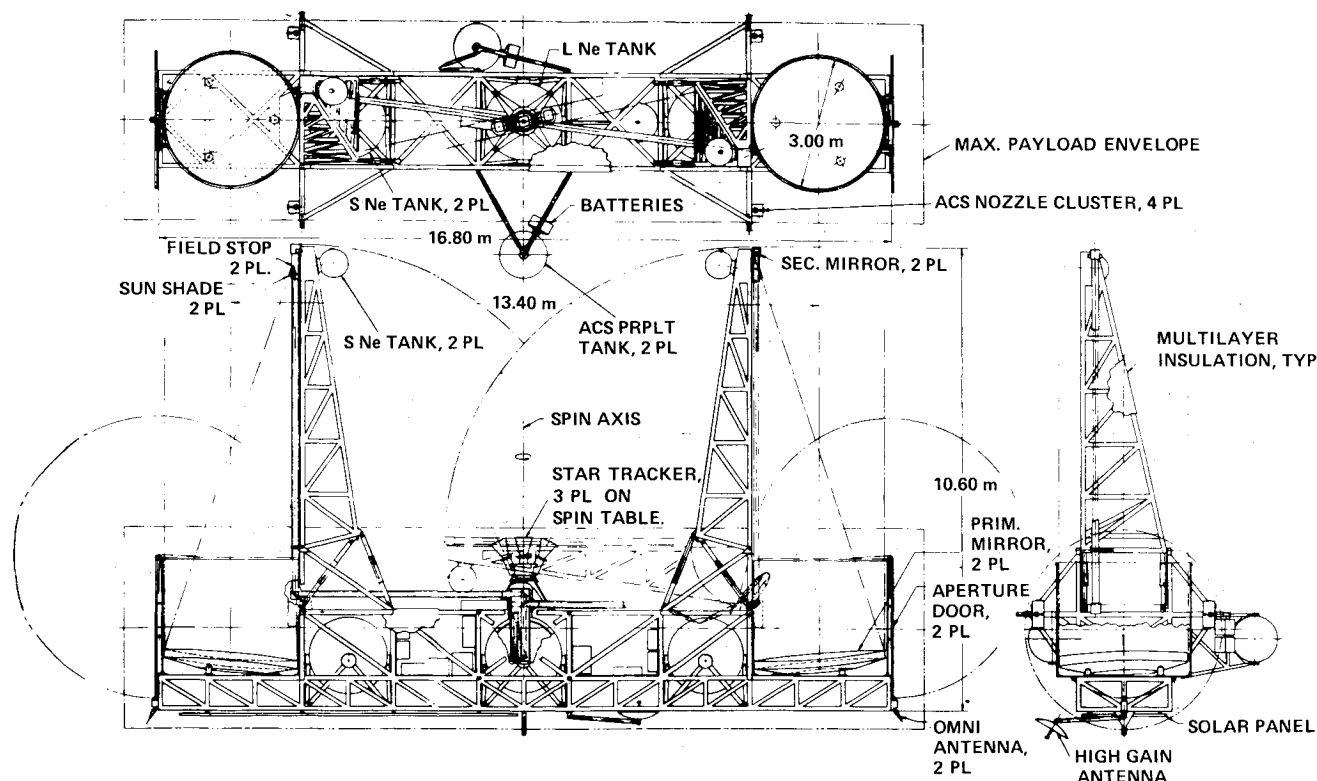 L Ne TANK
3.00 m
MAX. PAYLOAD ENVELOPE
S Ne TANK, 2 PL
BATTERIES
ACS NOZZLE CLUSTER, 4 PL
16.80 m
FIELD STOP
2 PL.
SUN SHADE
2 PL
SEC. MIRROR, 2 PL
13.40 m
S Ne TANK, 2 PL
ACS PRPLT
TANK, 2 PL
MULTILAYER
INSULATION, TYP
SPIN AXIS
STAR TRACKER,
3 PL ON
SPIN TABLE.
10.60 m
PRIM.
MIRROR,
2 PL
APERTURE
DOOR,
2 PL
OMNI
ANTENNA,
2 PL
SOLAR PANEL
HIGH GAIN
ANTENNA